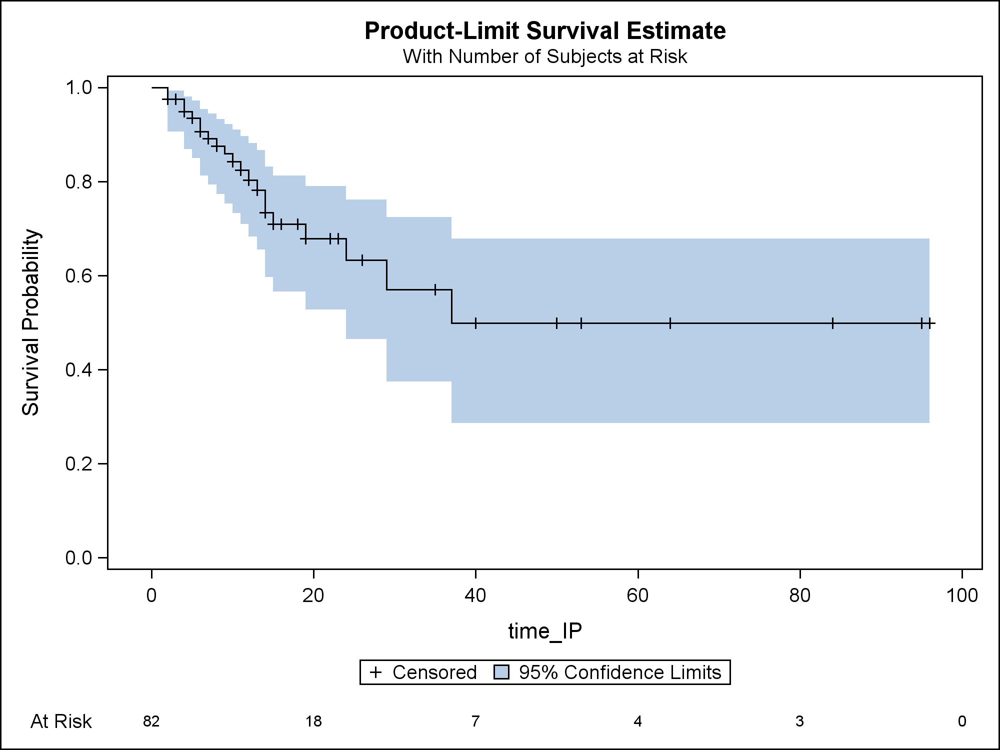 Product-Limit Survival Estimate
With Number of Subjects at Risk
1.0
0.8
0.6
0.4
0.2
0.0
Survival Probability
0 20 40 60 80 100
time_IP
+ Censored 95% Confidence Limits
At Risk 82 18 7 4 3 0